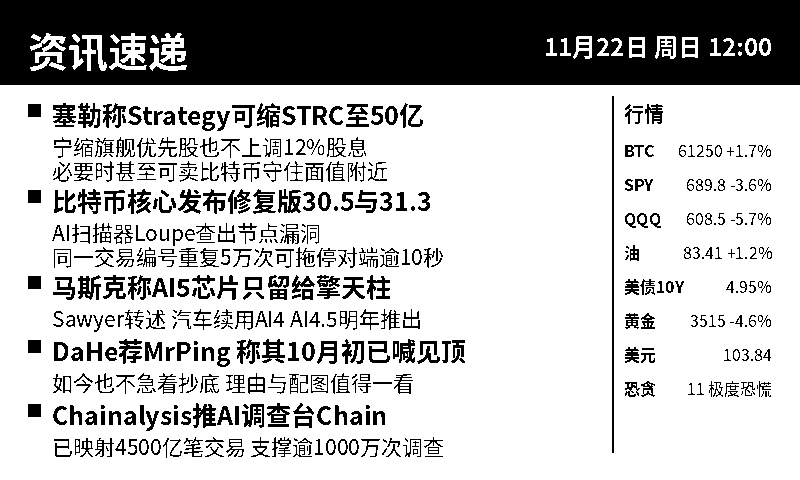 资讯速递
11月22日 周日 12:00
塞勒称Strategy可缩STRC至50亿
宁缩旗舰优先股也不上调12%股息
必要时甚至可卖比特币守住面值附近
比特币核心发布修复版30.5与31.3
AI扫描器Loupe查出节点漏洞
同一交易编号重复5万次可拖停对端逾10秒
马斯克称AI5芯片只留给擎天柱
Sawyer转述 汽车续用AI4 AI4.5明年推出
DaHe荐MrPing 称其10月初已喊见顶
如今也不急着抄底 理由与配图值得一看
Chainalysis推AI调查台Chain
已映射4500亿笔交易 支撑逾1000万次调查
行情
BTC 61250 +1.7%
SPY 689.8 -3.6%
QQQ 608.5 -5.7%
油 83.41 +1.2%
美债10Y 4.95%
黄金 3515 -4.6%
美元 103.84
恐贪 11 极度恐慌